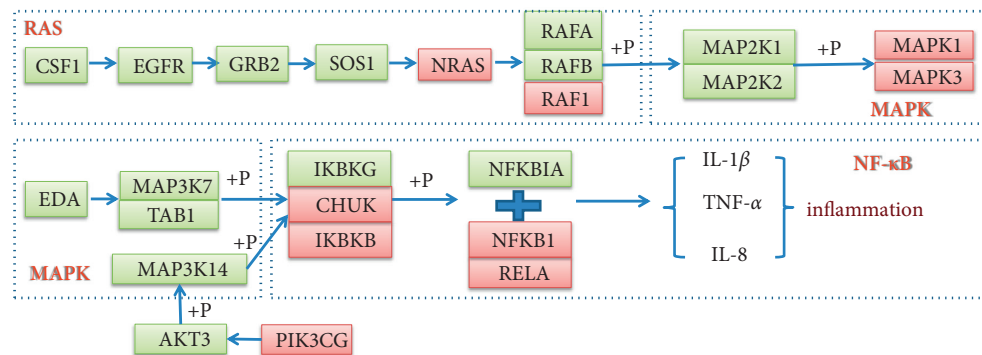 RAS
CSF1
EGFR
GRB2
SOS1
NRAS
RAFA
RAFB
RAF1
+P
MAP2K1
MAP2K2
+P
MAPK1
MAPK3
MAPK
EDA
MAP3K7
TAB1
+P
MAP3K14
+P
MAPK
IKBKG
CHUK
IKBKB
+P
NFKBIA
NFKB1
RELA
IL-1β
TNF-α
IL-8
NF-κB
inflammation
+P
AKT3
PIK3CG